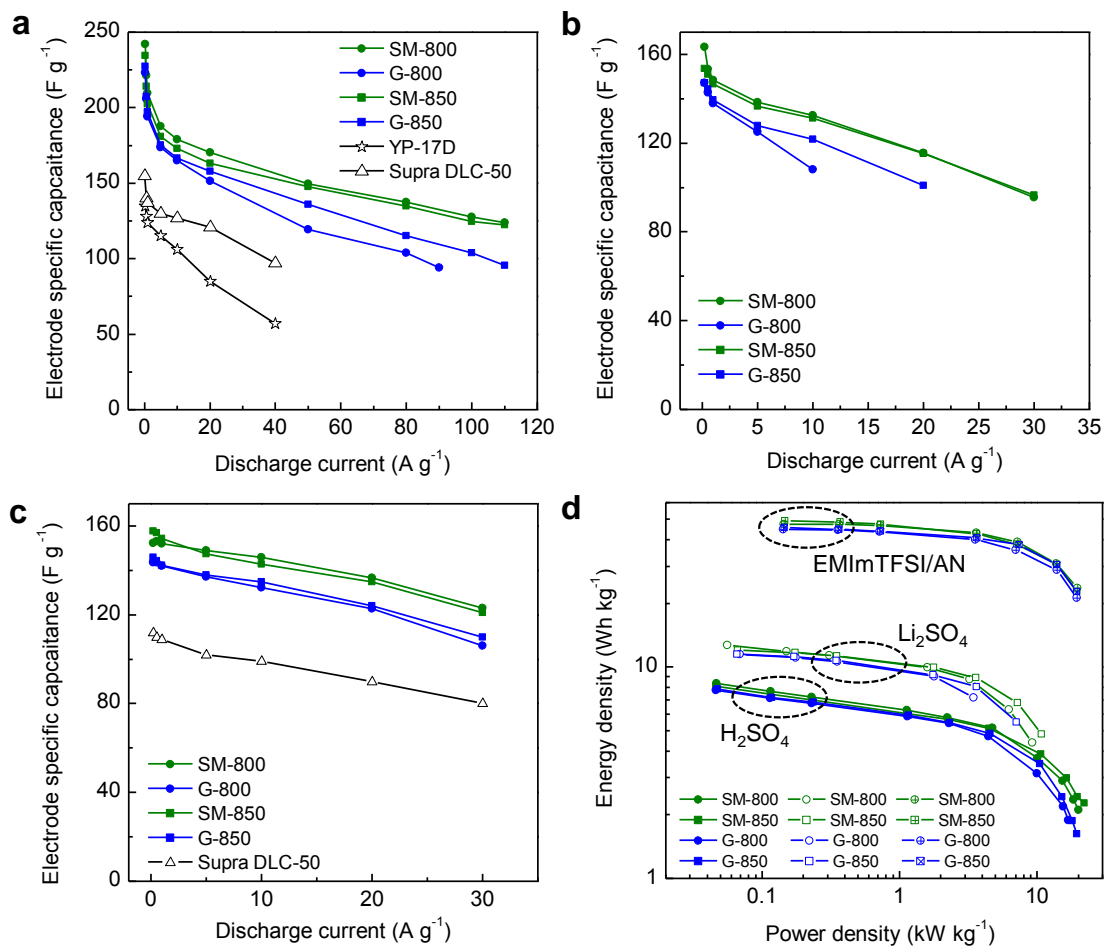 a
Electrode specific capcaitance (F g⁻¹)
250
200
150
100
50
0
0 20 40 60 80 100 120
Discharge current (A g⁻¹)
SM-800
G-800
SM-850
G-850
YP-17D
Supra DLC-50
b
Electrode specific capcaitance (F g⁻¹)
160
120
80
40
0
0 5 10 15 20 25 30 35
Discharge current (A g⁻¹)
SM-800
G-800
SM-850
G-850
c
Electrode specific capcaitance (F g⁻¹)
160
120
80
40
0
0 10 20 30
Discharge current (A g⁻¹)
SM-800
G-800
SM-850
G-850
Supra DLC-50
d
Energy density (Wh kg⁻¹)
10
1
0.1 1 10
Power density (kW kg⁻¹)
EMImTFSI/AN
Li₂SO₄
H₂SO₄
SM-800 SM-800 SM-800
SM-850 SM-850 SM-850
G-800 G-800 G-800
G-850 G-850 G-850